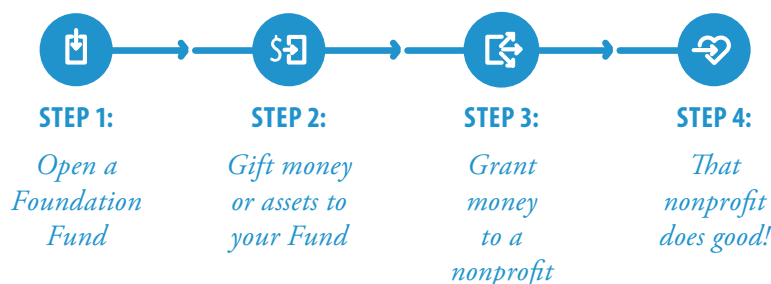 $
STEP 1:
Open a
Foundation
Fund
STEP 2:
Gift money
or assets to
your Fund
STEP 3:
Grant
money
to a
nonprofit
STEP 4:
That
nonprofit
does good!